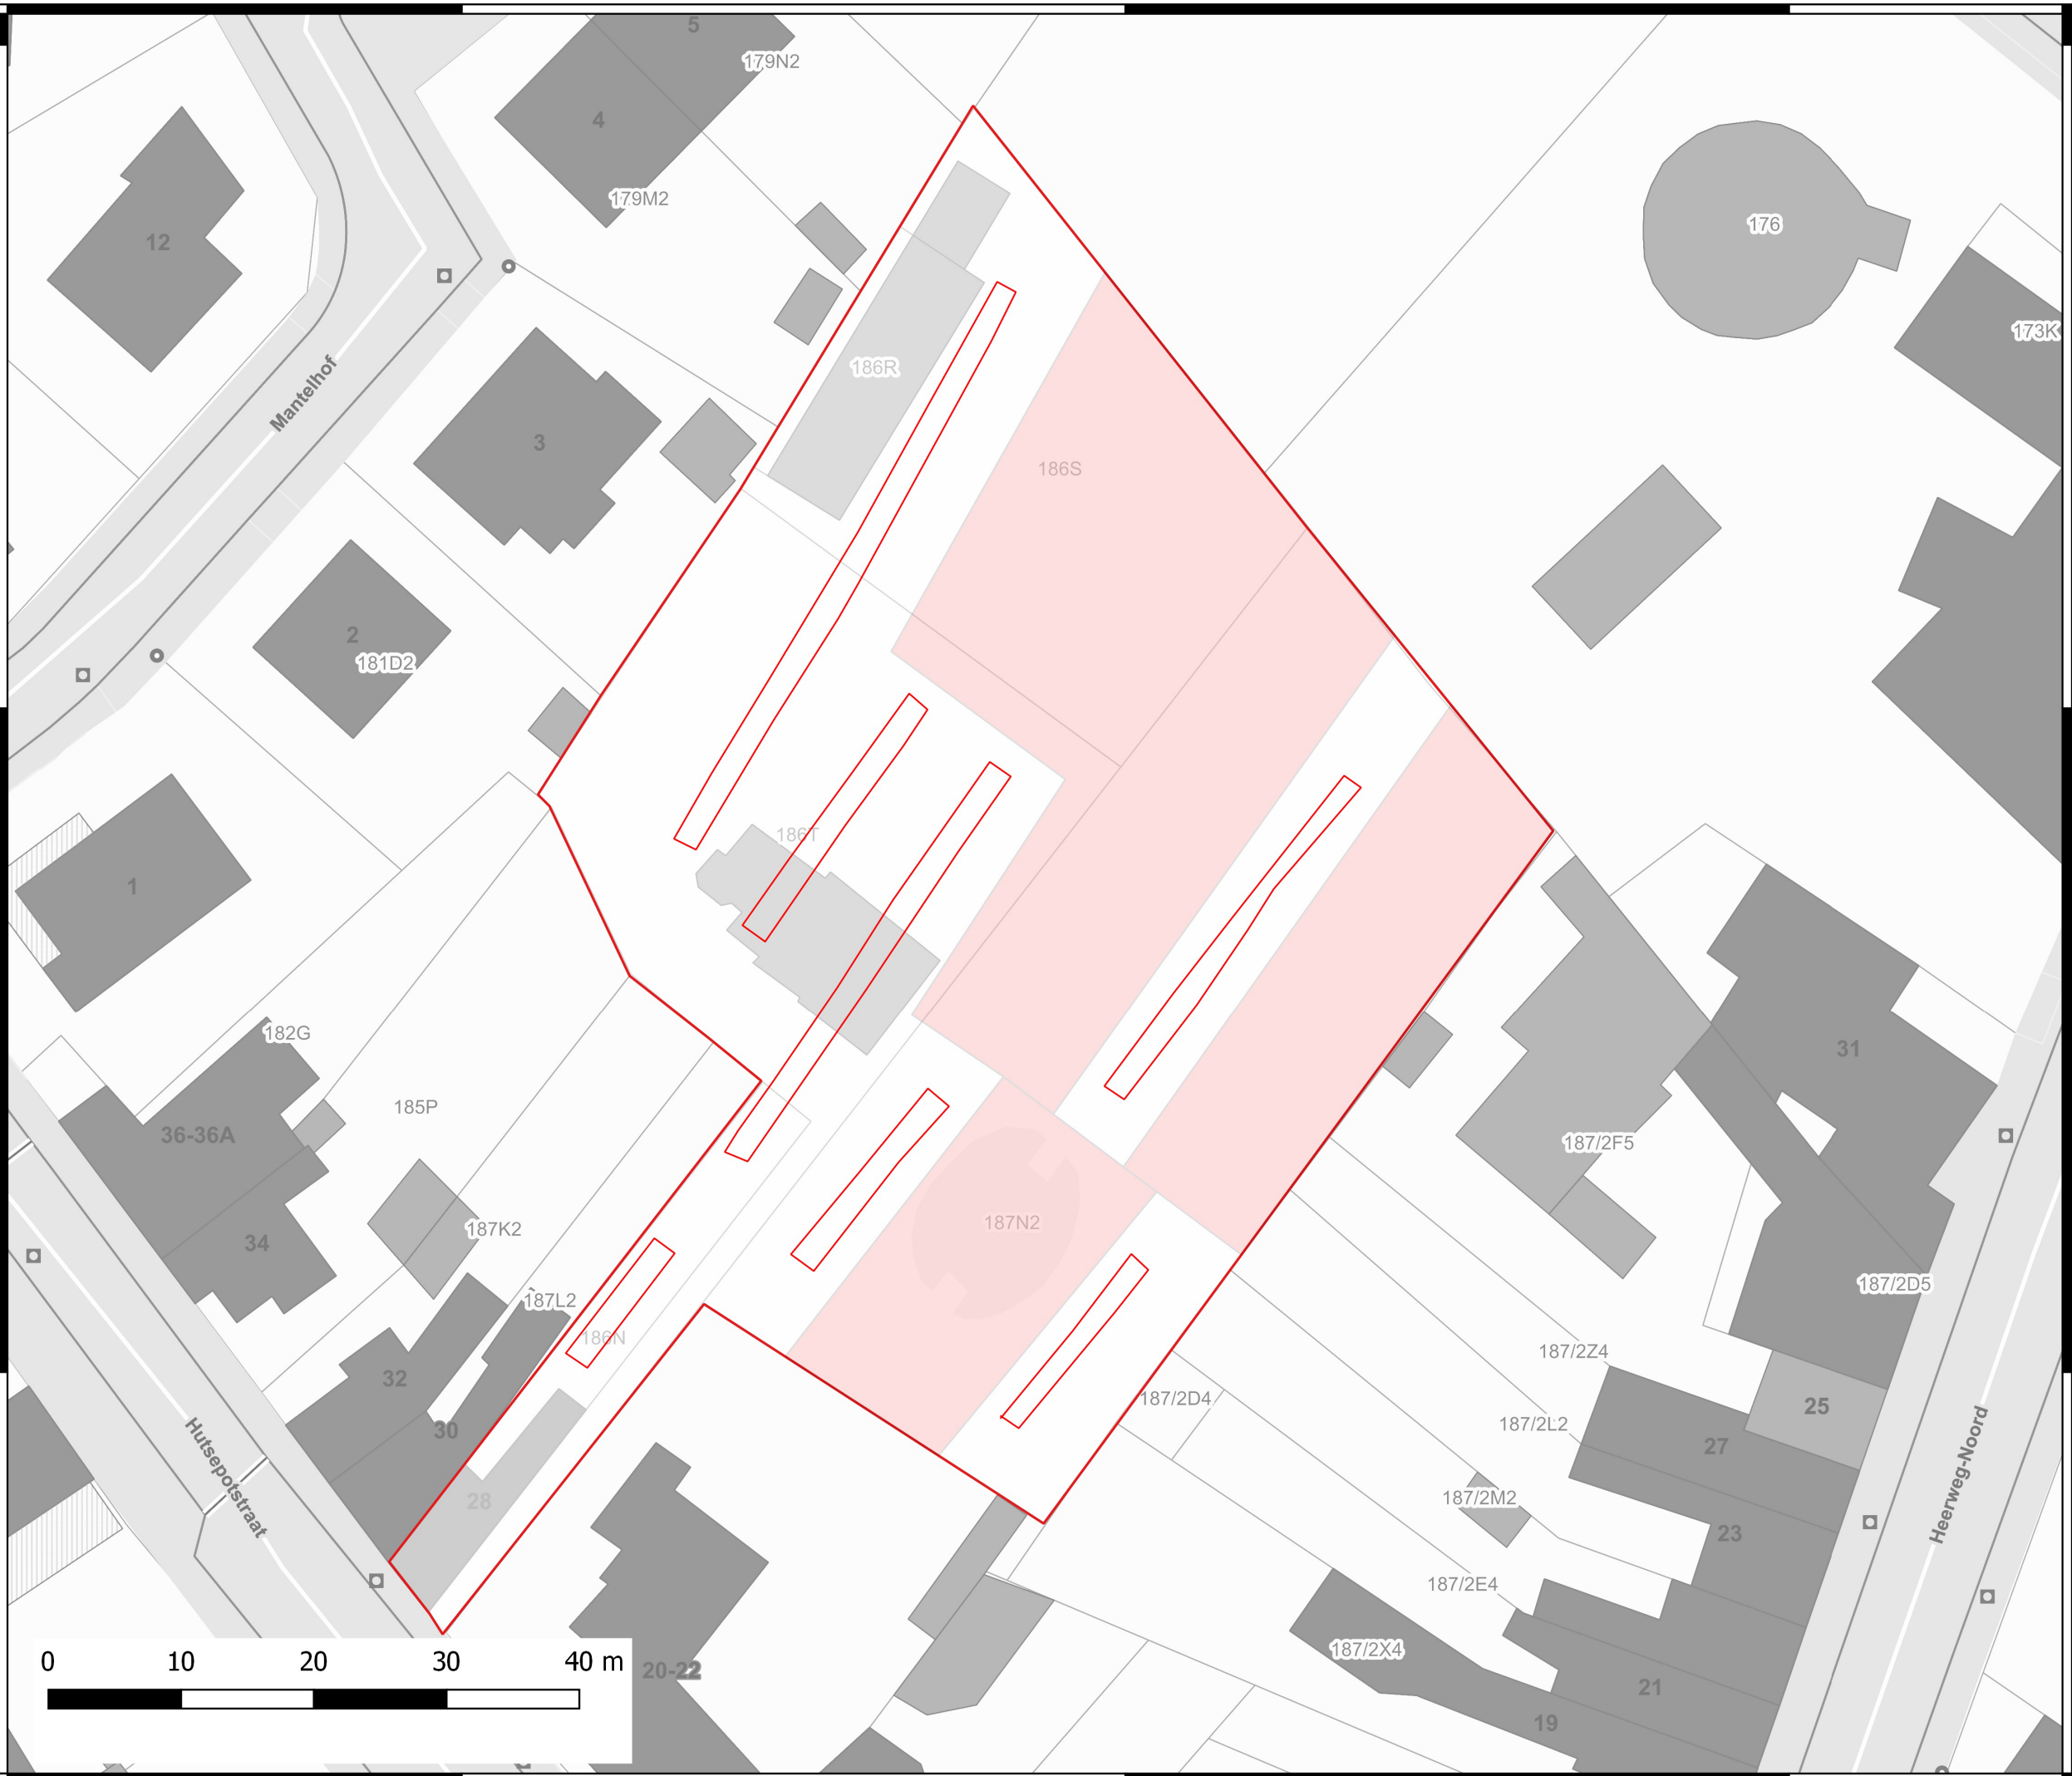 5
179N2
4
179M2
12
176
173K
Mantelhof
186R
3
186S
2
181D2
186T
1
182G
31
185P
36-36A
187/2F5
187N2
187K2
34
187/2D5
187L2
186N
187/2Z4
32
187/2D4
25
187/2L2
30
27
Heerweg-Noord
Hutsepotstraat
28
187/2M2
23
187/2E4
187/2X4
20-22
21
19
0 10 20 30 40 m